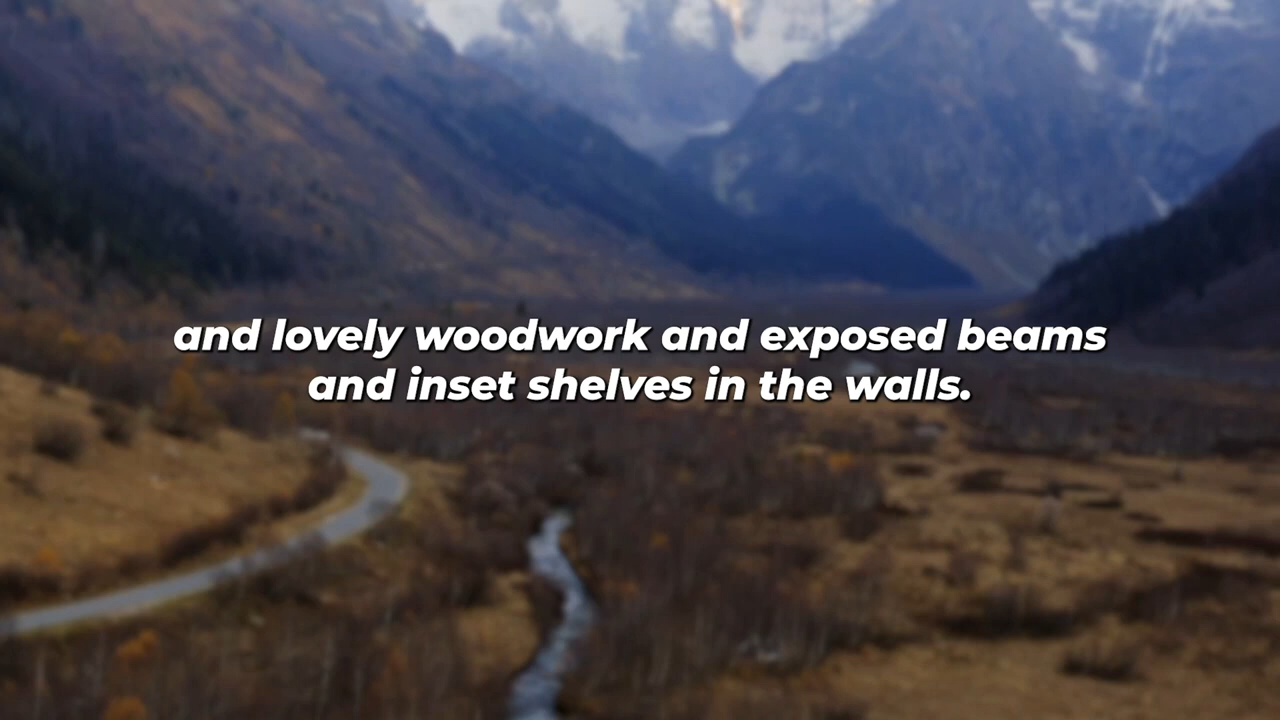 and lovely woodwork and exposed beams
and inset shelves in the walls.